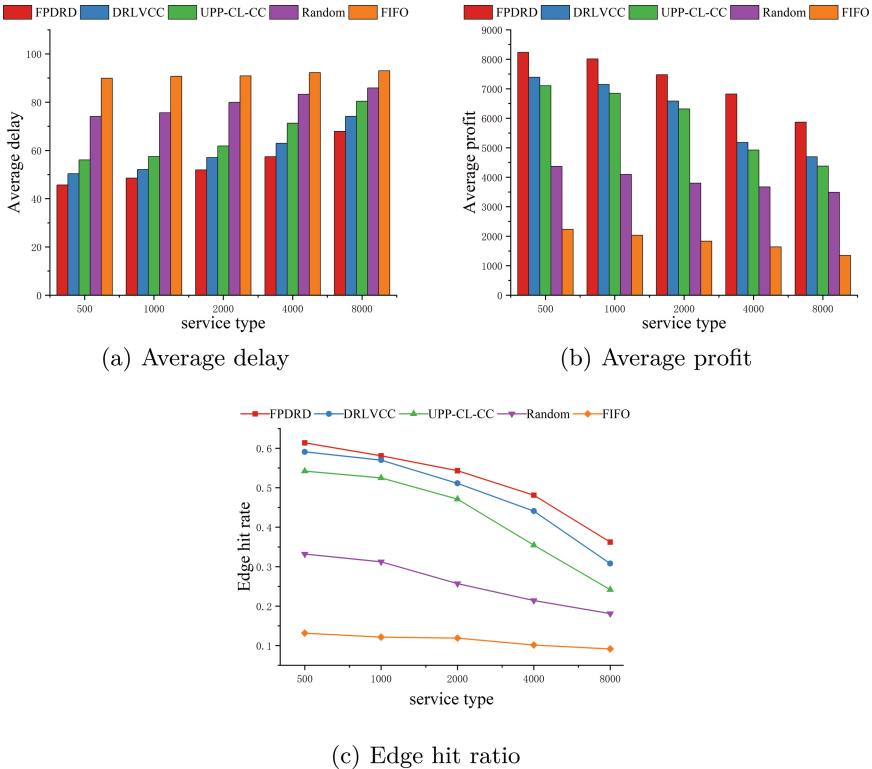 FPDRD DRLVCC UPP-CL-CC Random FIFO
Average delay
100
80
60
40
20
0
500 1000 2000 4000 8000
service type
(a) Average delay
FPDRD DRLVCC UPP-CL-CC Random FIFO
Average profit
9000
8000
7000
6000
5000
4000
3000
2000
1000
0
500 1000 2000 4000 8000
service type
(b) Average profit
FPDRD DRLVCC UPP-CL-CC Random FIFO
Edge hit rate
0.6
0.5
0.4
0.3
0.2
0.1
500 1000 2000 4000 8000
service type
(c) Edge hit ratio